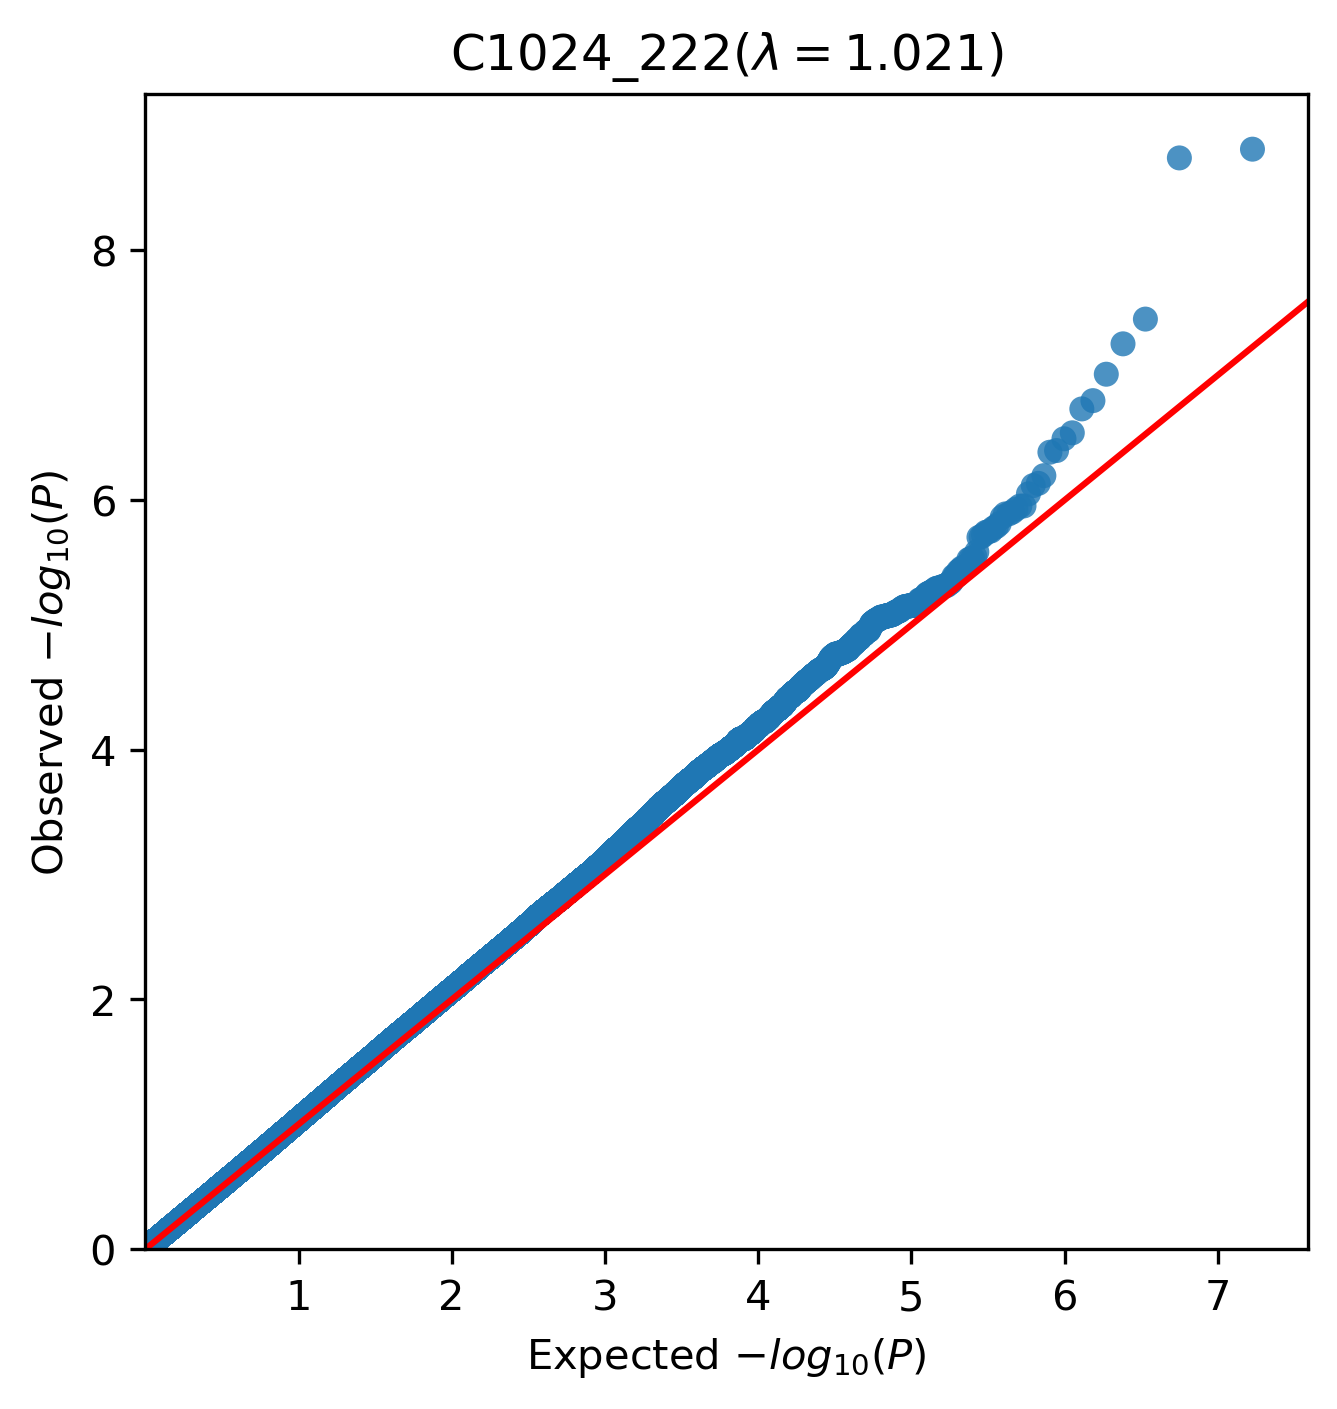 C1024_222(λ = 1.021)
Observed −log₁₀(P)
8
6
4
2
0
1 2 3 4 5 6 7
Expected −log₁₀(P)